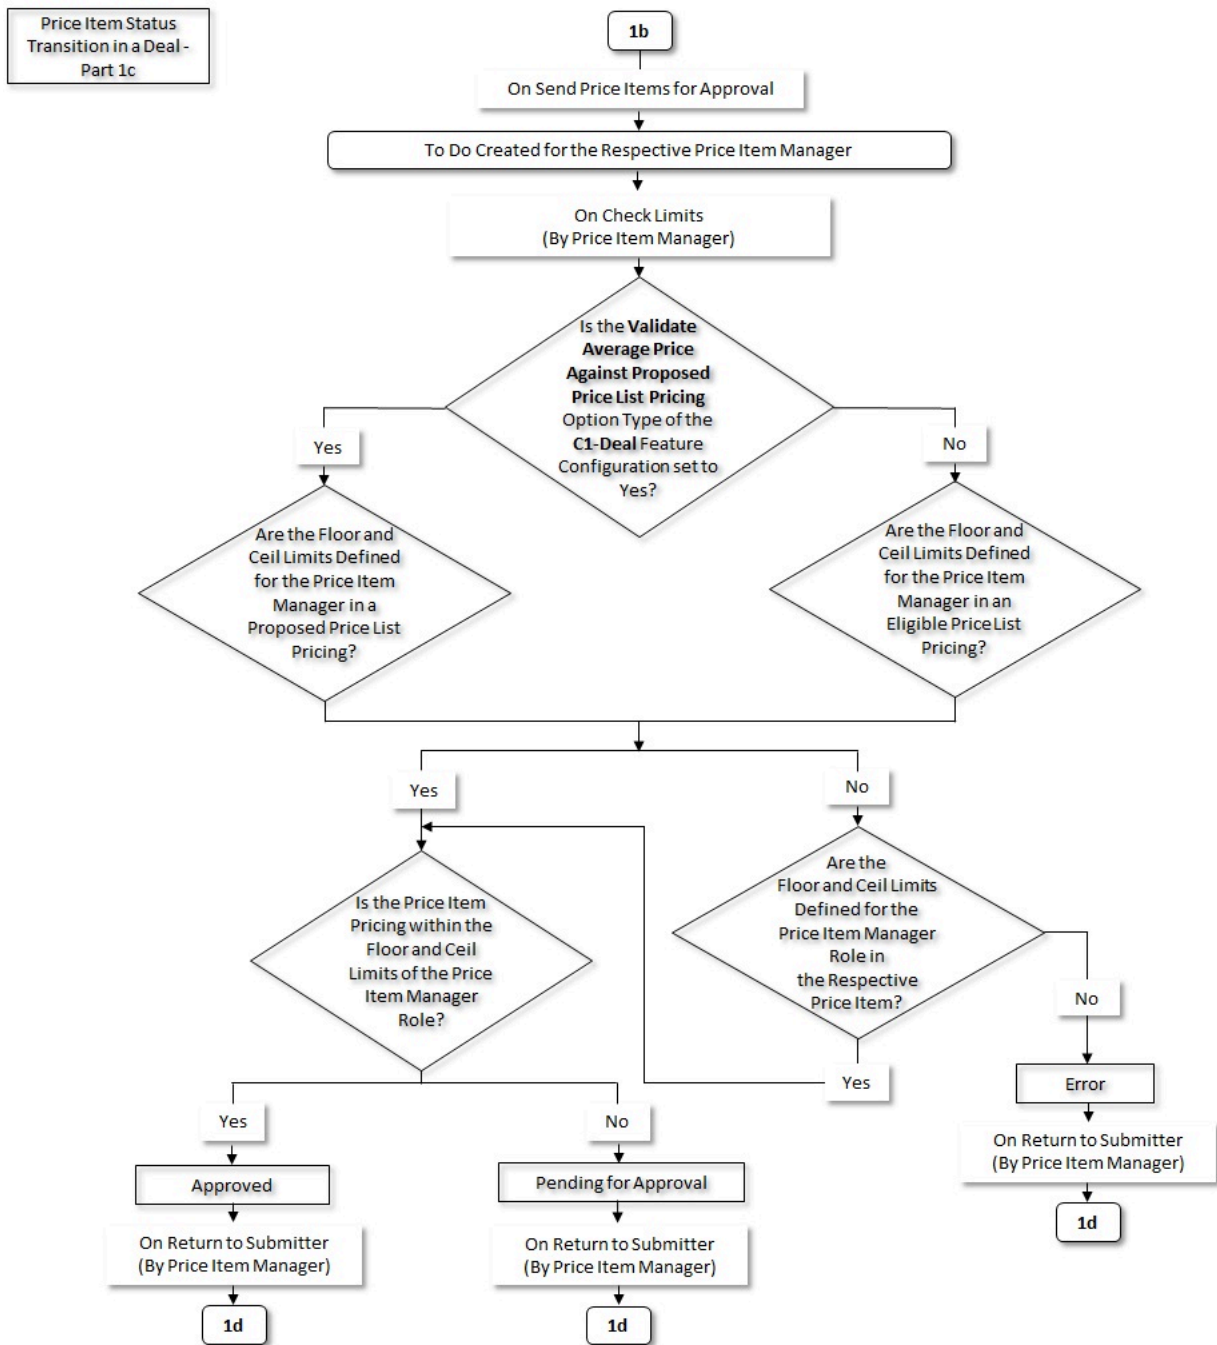 Price Item Status
Transition in a Deal -
Part 1c
1b
On Send Price Items for Approval
To Do Created for the Respective Price Item Manager
On Check Limits
(By Price Item Manager)
Is the Validate
Average Price
Against Proposed
Price List Pricing
Option Type of the
C1-Deal Feature
Configuration set to
Yes?
Yes
No
Are the Floor and
Ceil Limits Defined
for the Price Item
Manager in a
Proposed Price List
Pricing?
Are the Floor and
Ceil Limits Defined
for the Price Item
Manager in an
Eligible Price List
Pricing?
Yes
No
Is the Price Item
Pricing within the
Floor and Ceil
Limits of the Price
Item Manager
Role?
Are the
Floor and Ceil Limits
Defined for the
Price Item Manager
Role in
the Respective
Price Item?
No
Yes
Error
On Return to Submitter
(By Price Item Manager)
1d
Yes
No
Approved
Pending for Approval
On Return to Submitter
(By Price Item Manager)
On Return to Submitter
(By Price Item Manager)
1d
1d